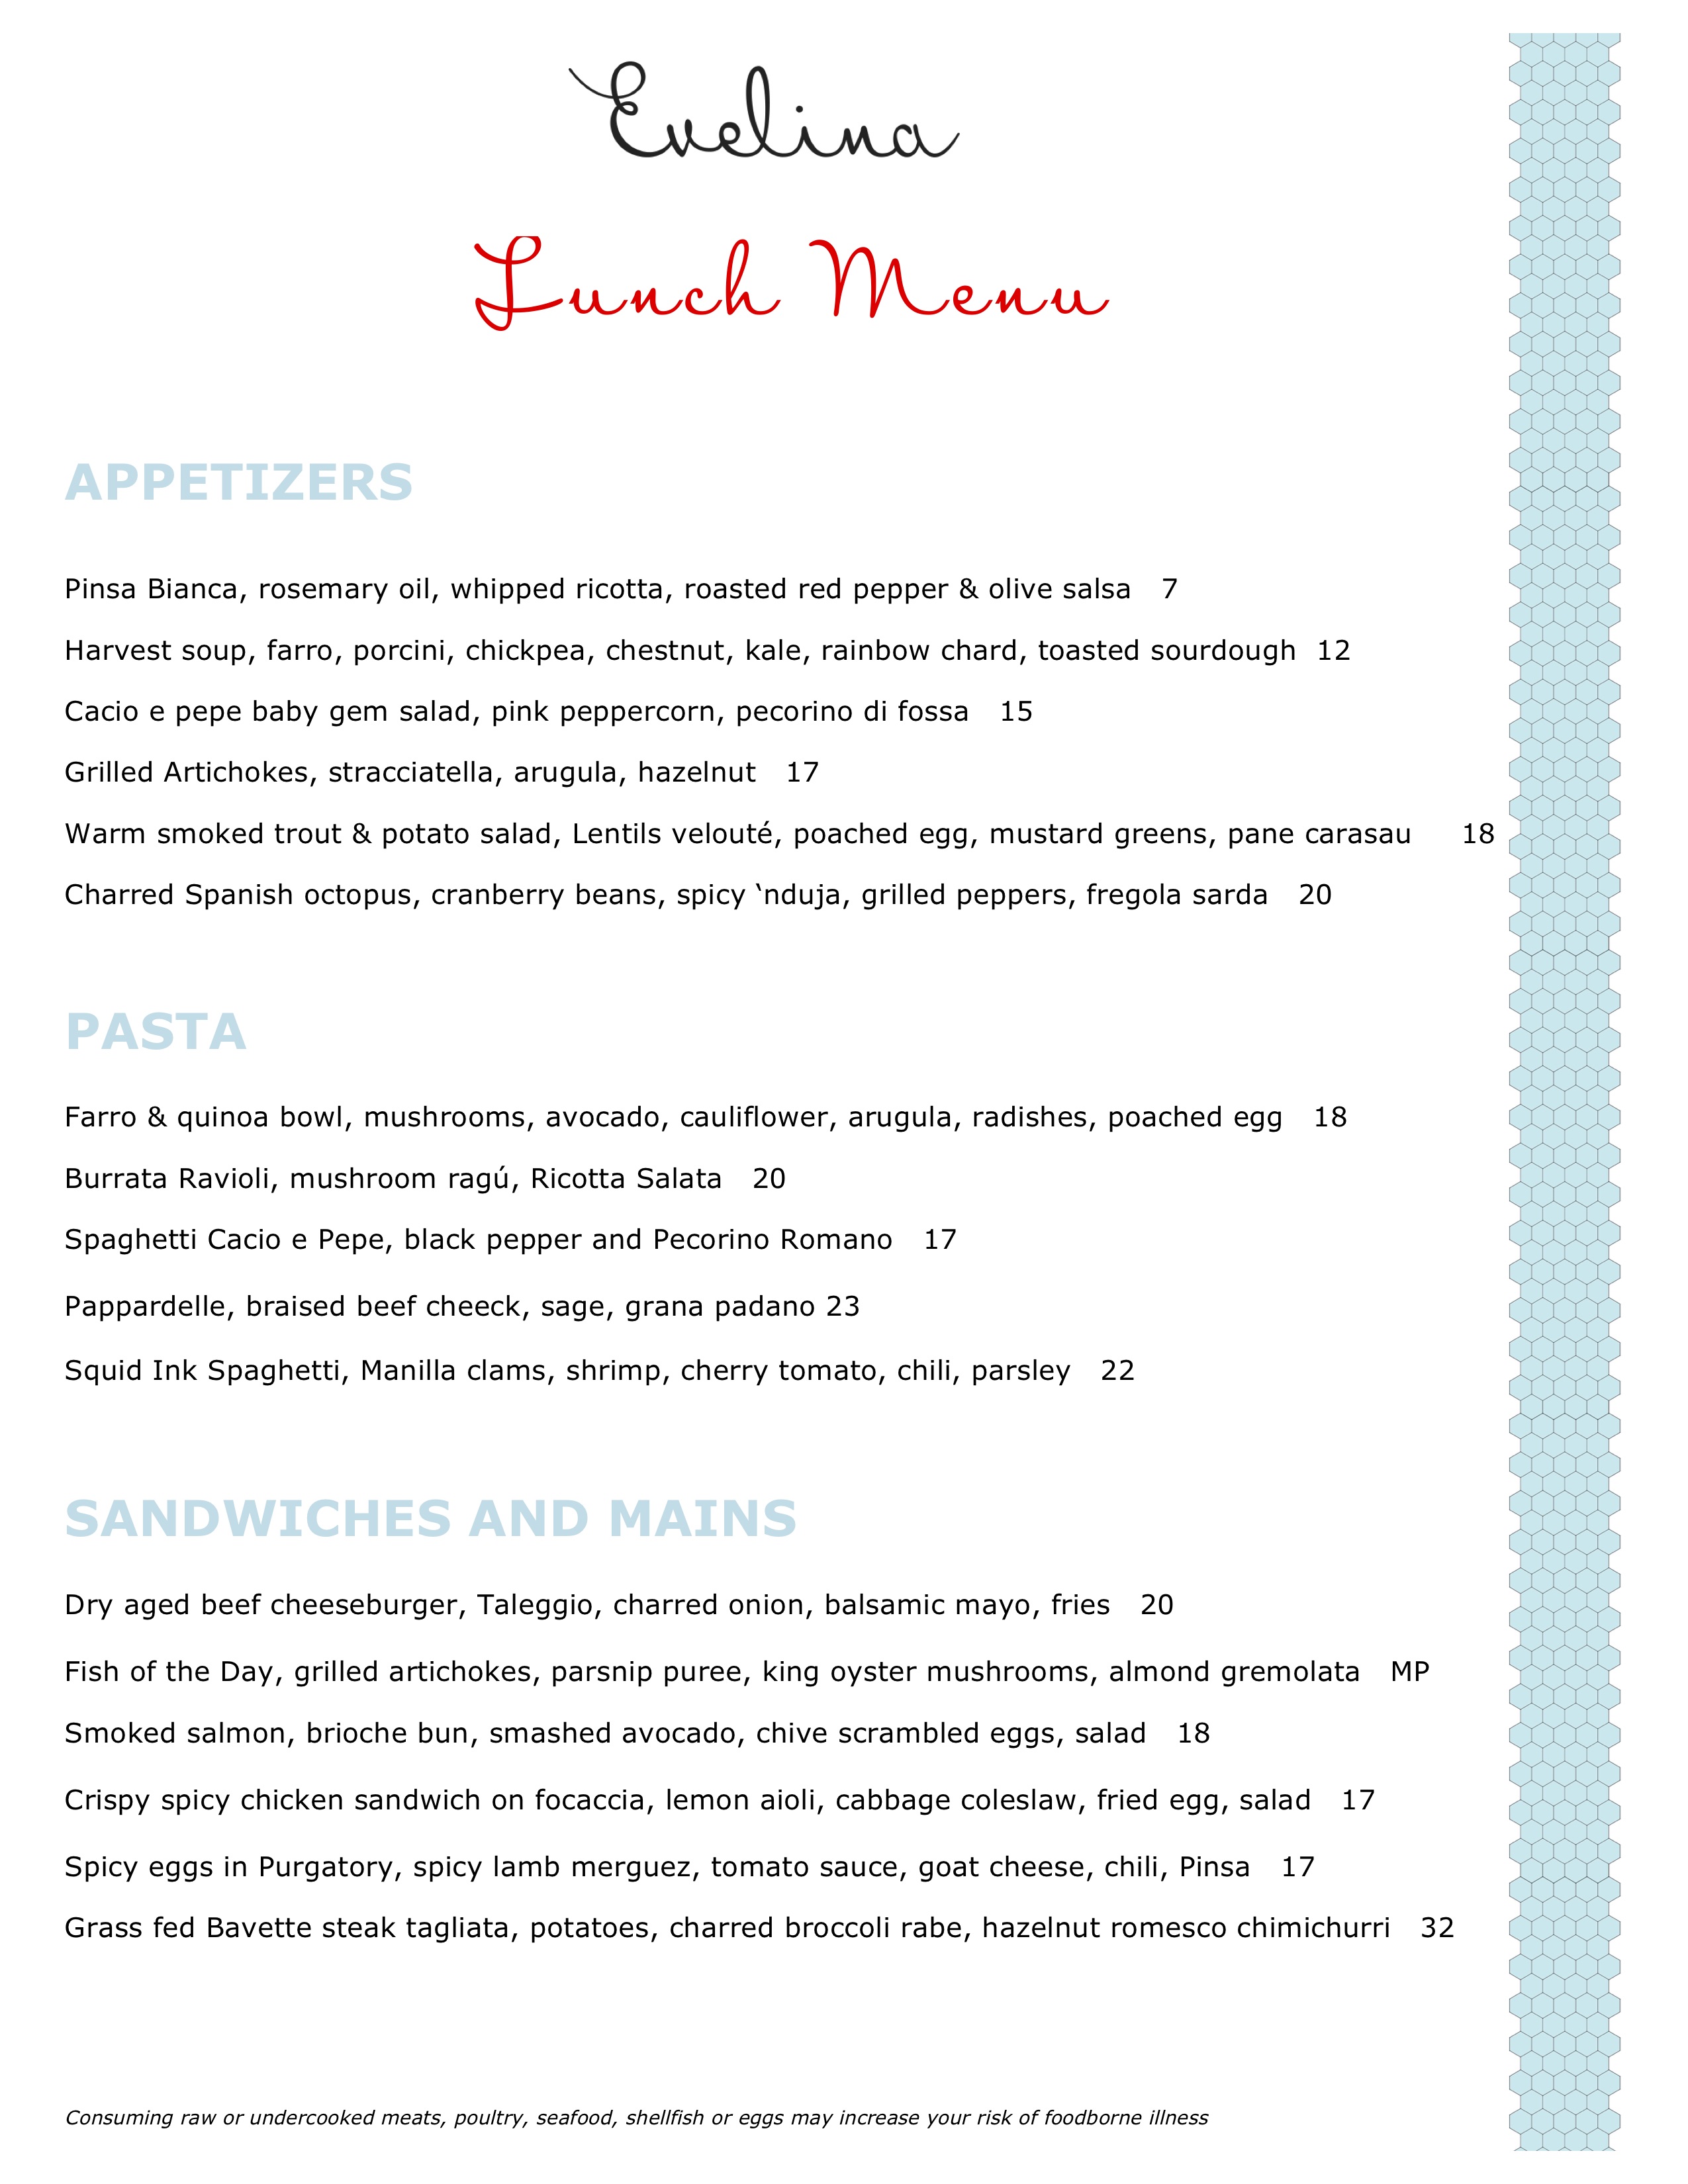 Evelina
Lunch Menu
APPETIZERS
Pinsa Bianca, rosemary oil, whipped ricotta, roasted red pepper & olive salsa 7
Harvest soup, farro, porcini, chickpea, chestnut, kale, rainbow chard, toasted sourdough 12
Cacio e pepe baby gem salad, pink peppercorn, pecorino di fossa 15
Grilled Artichokes, stracciatella, arugula, hazelnut 17
Warm smoked trout & potato salad, Lentils velouté, poached egg, mustard greens, pane carasau 18
Charred Spanish octopus, cranberry beans, spicy ‘nduja, grilled peppers, fregola sarda 20
PASTA
Farro & quinoa bowl, mushrooms, avocado, cauliflower, arugula, radishes, poached egg 18
Burrata Ravioli, mushroom ragú, Ricotta Salata 20
Spaghetti Cacio e Pepe, black pepper and Pecorino Romano 17
Pappardelle, braised beef cheeck, sage, grana padano 23
Squid Ink Spaghetti, Manilla clams, shrimp, cherry tomato, chili, parsley 22
SANDWICHES AND MAINS
Dry aged beef cheeseburger, Taleggio, charred onion, balsamic mayo, fries 20
Fish of the Day, grilled artichokes, parsnip puree, king oyster mushrooms, almond gremolata MP
Smoked salmon, brioche bun, smashed avocado, chive scrambled eggs, salad 18
Crispy spicy chicken sandwich on focaccia, lemon aioli, cabbage coleslaw, fried egg, salad 17
Spicy eggs in Purgatory, spicy lamb merguez, tomato sauce, goat cheese, chili, Pinsa 17
Grass fed Bavette steak tagliata, potatoes, charred broccoli rabe, hazelnut romesco chimichurri 32
Consuming raw or undercooked meats, poultry, seafood, shellfish or eggs may increase your risk of foodborne illness